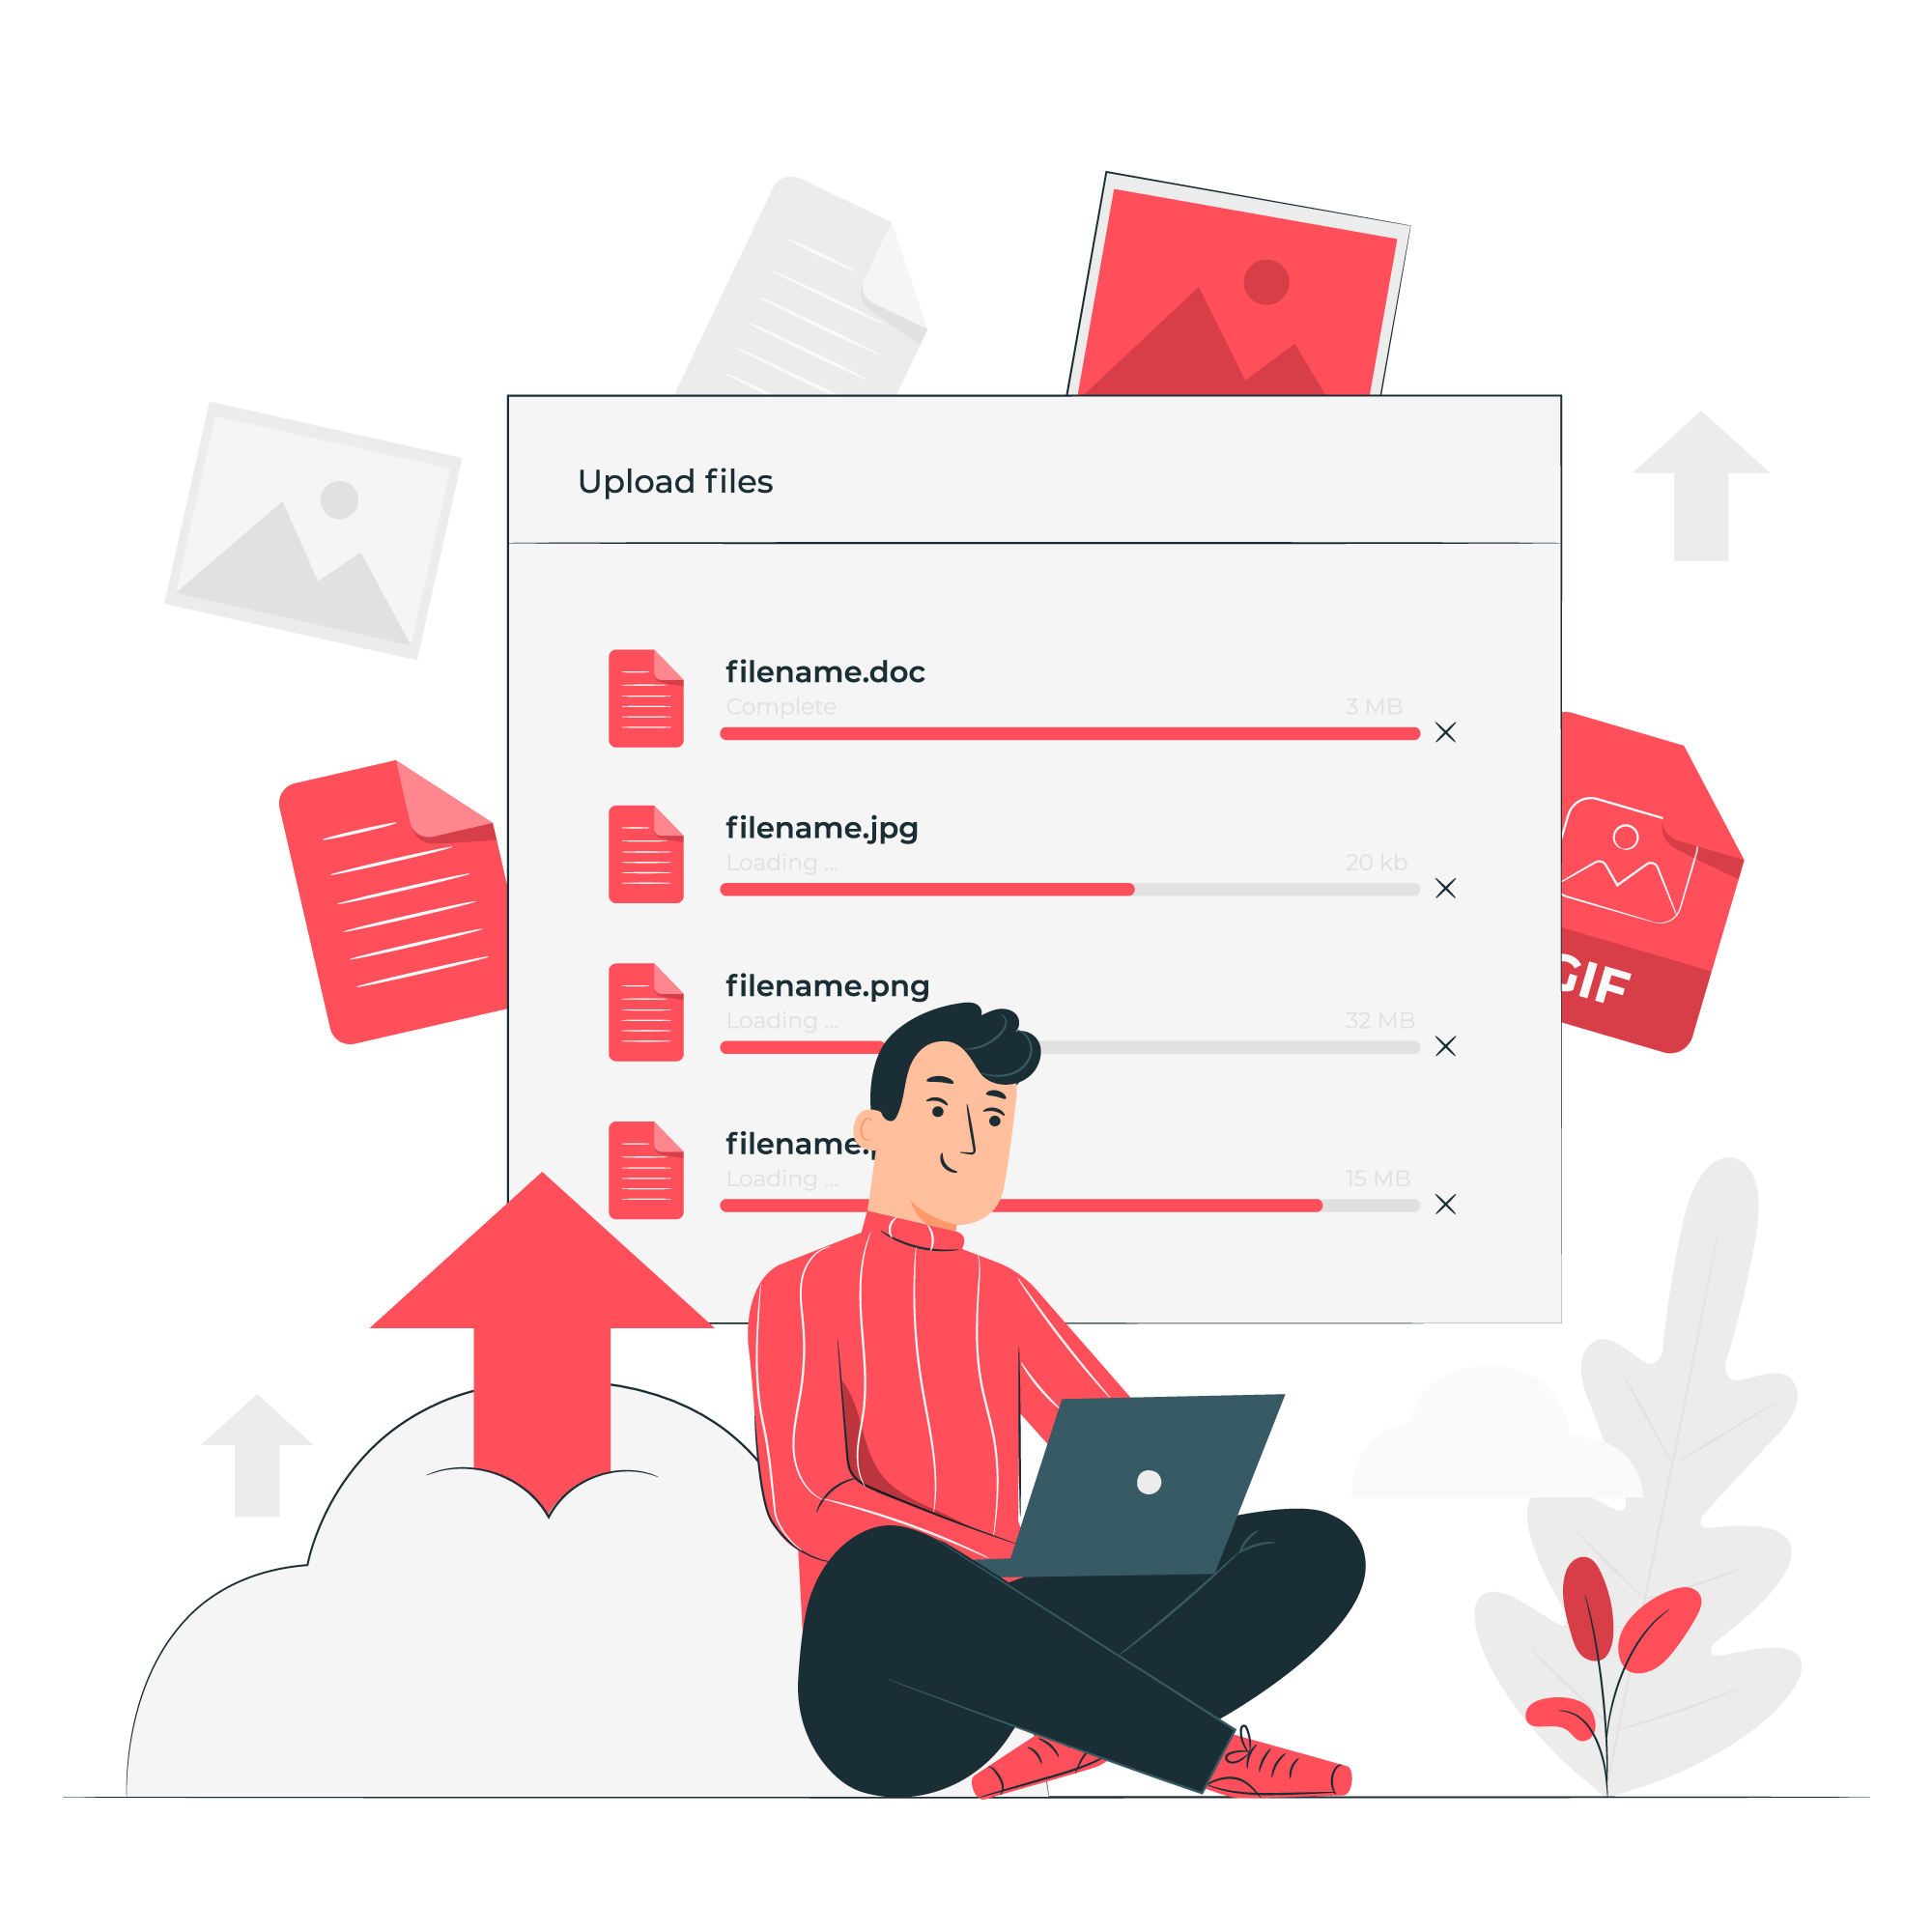 Upload files
filename.doc
Complete 3 MB
filename.jpg
Loading ... 20 kb
filename.png
Loading ... 32 MB
filename.
Loading ... 15 MB
GIF